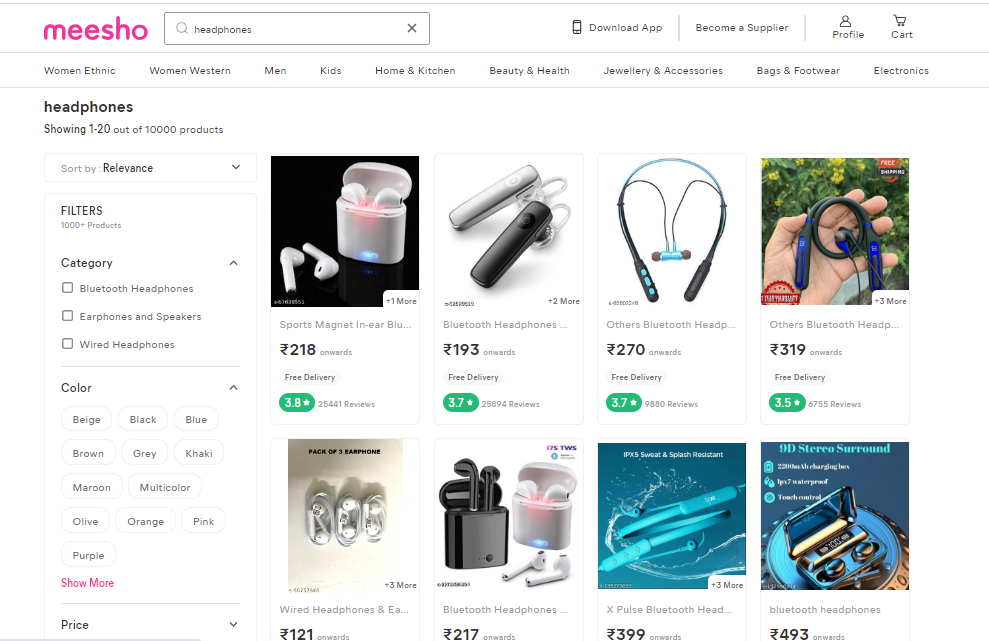 meesho
headphones
Download App
Become a Supplier
Profile
Cart
Women Ethnic
Women Western
Men
Kids
Home & Kitchen
Beauty & Health
Jewellery & Accessories
Bags & Footwear
Electronics
headphones
Showing 1-20 out of 10000 products
Sort by : Relevance
FILTERS
1000+ Products
Category
Bluetooth Headphones
Earphones and Speakers
Wired Headphones
Color
Beige
Black
Blue
Brown
Grey
Khaki
Maroon
Multicolor
Olive
Orange
Pink
Purple
Show More
Price
+1 More
Sports Magnet In-ear Blu...
₹218 onwards
Free Delivery
3.8
25441 Reviews
+2 More
Bluetooth Headphones ...
₹193 onwards
Free Delivery
3.7
25894 Reviews
Others Bluetooth Headp...
₹270 onwards
Free Delivery
3.7
9880 Reviews
FREE
SHIPPING
+3 More
Others Bluetooth Headp...
₹319 onwards
Free Delivery
3.5
6755 Reviews
PACK OF 3 EARPHONE
+3 More
Wired Headphones & Ea...
₹121 onwards
i7S TWS
Bluetooth Headphones ...
₹217 onwards
IPX5 Sweat & Splash Resistant
+3 More
X Pulse Bluetooth Head...
₹399 onwards
9D Stereo Surround
2200mAh charging box
Ipx7 waterproof
Touch control
bluetooth headphones
₹493 onwards